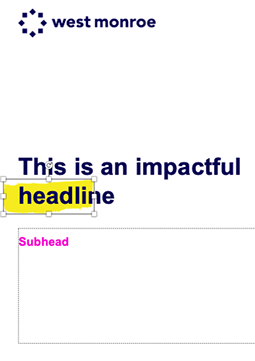 west monroe
This is an impactful
headline
Subhead